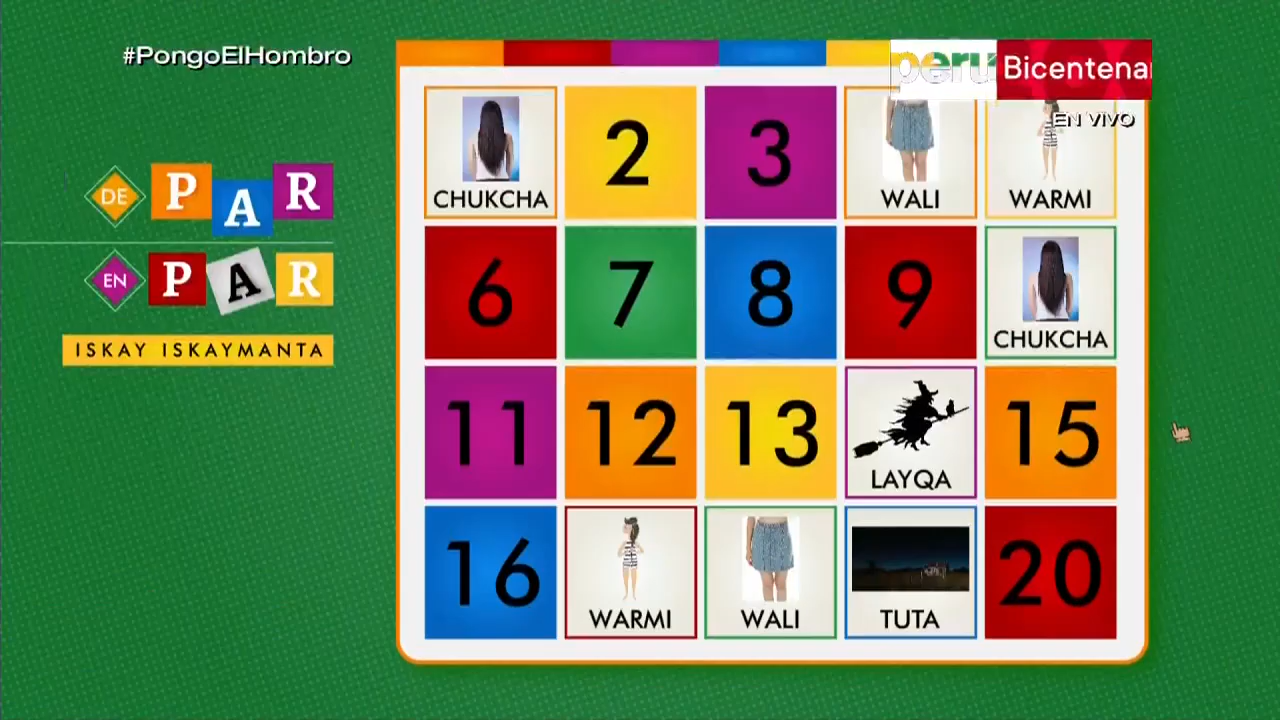 #PongoElHombro
perú Bicentena
EN VIVO
DE PAR
EN PAR
ISKAY ISKAYMANTA
CHUKCHA 2 3 WALI WARMI
6 7 8 9 CHUKCHA
11 12 13 LAYQA 15
16 WARMI WALI TUTA 20